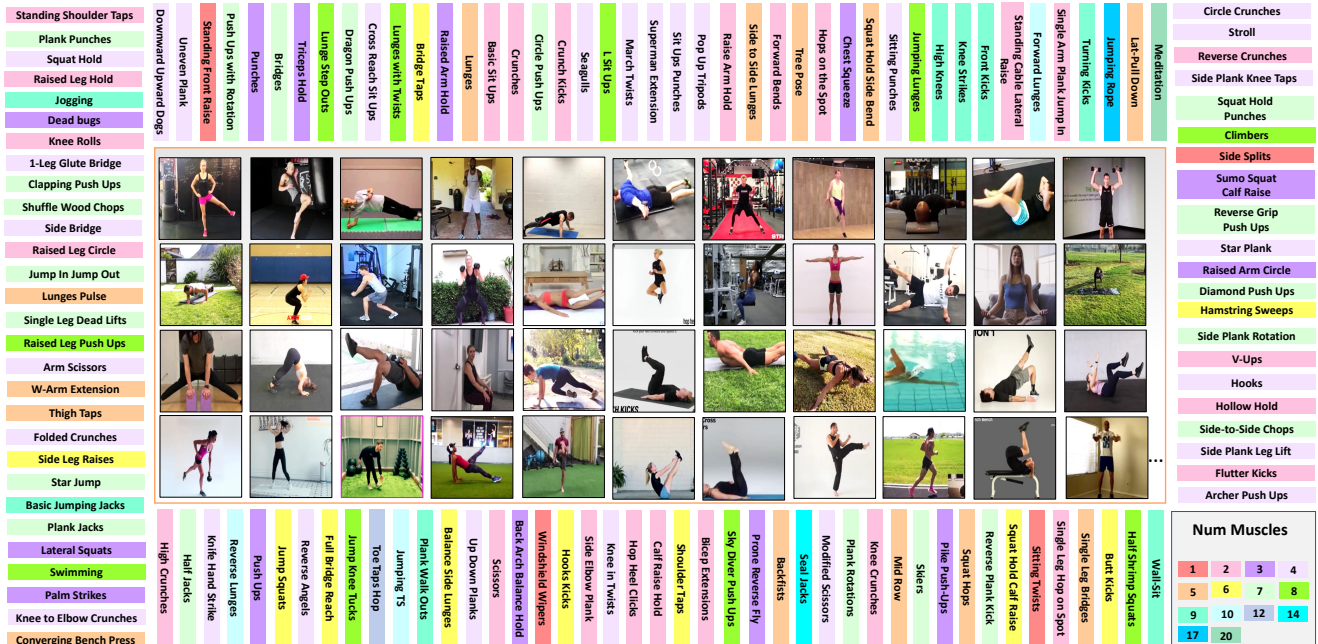 Standing Shoulder Taps
Plank Punches
Squat Hold
Raised Leg Hold
Jogging
Dead bugs
Knee Rolls
1-Leg Glute Bridge
Clapping Push Ups
Shuffle Wood Chops
Side Bridge
Raised Leg Circle
Jump In Jump Out
Lunges Pulse
Single Leg Dead Lifts
Raised Leg Push Ups
Arm Scissors
W-Arm Extension
Thigh Taps
Folded Crunches
Side Leg Raises
Star Jump
Basic Jumping Jacks
Plank Jacks
Lateral Squats
Swimming
Palm Strikes
Knee to Elbow Crunches
Converging Bench Press
Downward Upward Dogs
Uneven Plank
Standing Front Raise
Push Ups with Rotation
Punches
Bridges
Triceps Hold
Lunge Step Outs
Dragon Push Ups
Cross Reach Sit Ups
Lunges with Twists
Bridge Taps
Raised Arm Hold
Lunges
Basic Sit Ups
Crunches
Circle Push Ups
Crunch Kicks
Seagulls
L Sit Ups
March Twists
Superman Extension
Sit Ups Punches
Pop Up Tripods
Raise Arm Hold
Side to Side Lunges
Forward Bends
Tree Pose
Hops on the Spot
Chest Squeeze
Squat Hold Side Bend
Sitting Punches
Jumping Lunges
High Knees
Knee Strikes
Front Kicks
Standing Cable Lateral
Raise
Forward Lunges
Single Arm Plank Jump In
Turning Kicks
Jumping Rope
Lat-Pull Down
Meditation
...
High Crunches
Half Jacks
Knife Hand Strike
Reverse Lunges
Push Ups
Jump Squats
Reverse Angels
Full Bridge Reach
Jump Knee Tucks
Toe Taps Hop
Jumping TS
Plank Walk Outs
Balance Side Lunges
Up Down Planks
Scissors
Back Arch Balance Hold
Windshield Wipers
Hooks Kicks
Side Elbow Plank
Knee in Twists
Hop Heel Clicks
Calf Raise Hold
Shoulder Taps
Bicep Extensions
Sky Diver Push Ups
Prone Reverse Fly
Backfists
Seal Jacks
Modified Scissors
Plank Rotations
Knee Crunches
Mid Row
Skiers
Pike Push-Ups
Squat Hops
Reverse Plank Kick
Squat Hold Calf Raise
Sitting Twists
Single Leg Hop on Spot
Single Leg Bridges
Butt Kicks
Half Shrimp Squats
Wall-Sit
Circle Crunches
Stroll
Reverse Crunches
Side Plank Knee Taps
Squat Hold
Punches
Climbers
Side Splits
Sumo Squat
Calf Raise
Reverse Grip
Push Ups
Star Plank
Raised Arm Circle
Diamond Push Ups
Hamstring Sweeps
Side Plank Rotation
V-Ups
Hooks
Hollow Hold
Side-to-Side Chops
Side Plank Leg Lift
Flutter Kicks
Archer Push Ups
Num Muscles
1 2 3 4
5 6 7 8
9 10 12 14
17 20